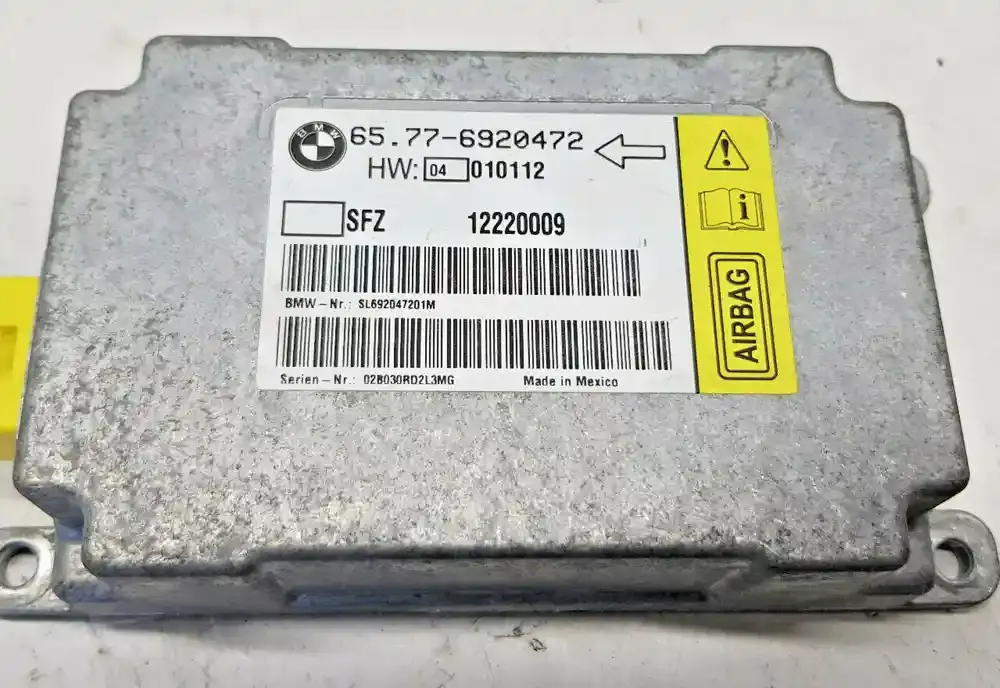 BMW
65.77-6920472
HW: 04 010112
SFZ 12220009
BMW-Nr.: SL692047201M
Serien-Nr.: 02B030RD2L3MG Made in Mexico
i
AIRBAG